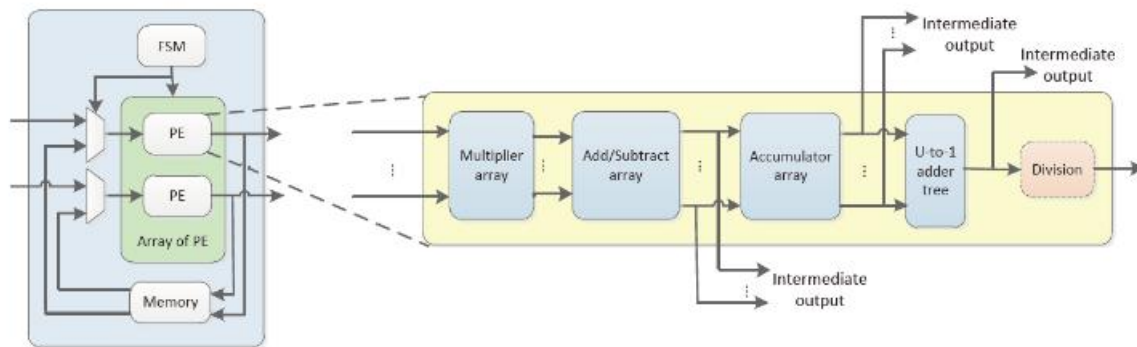 FSM
PE
PE
Array of PE
Memory
Multiplier
array
Add/Subtract
array
Accumulator
array
U-to-1
adder
tree
Division
Intermediate
output
Intermediate
output
Intermediate
output